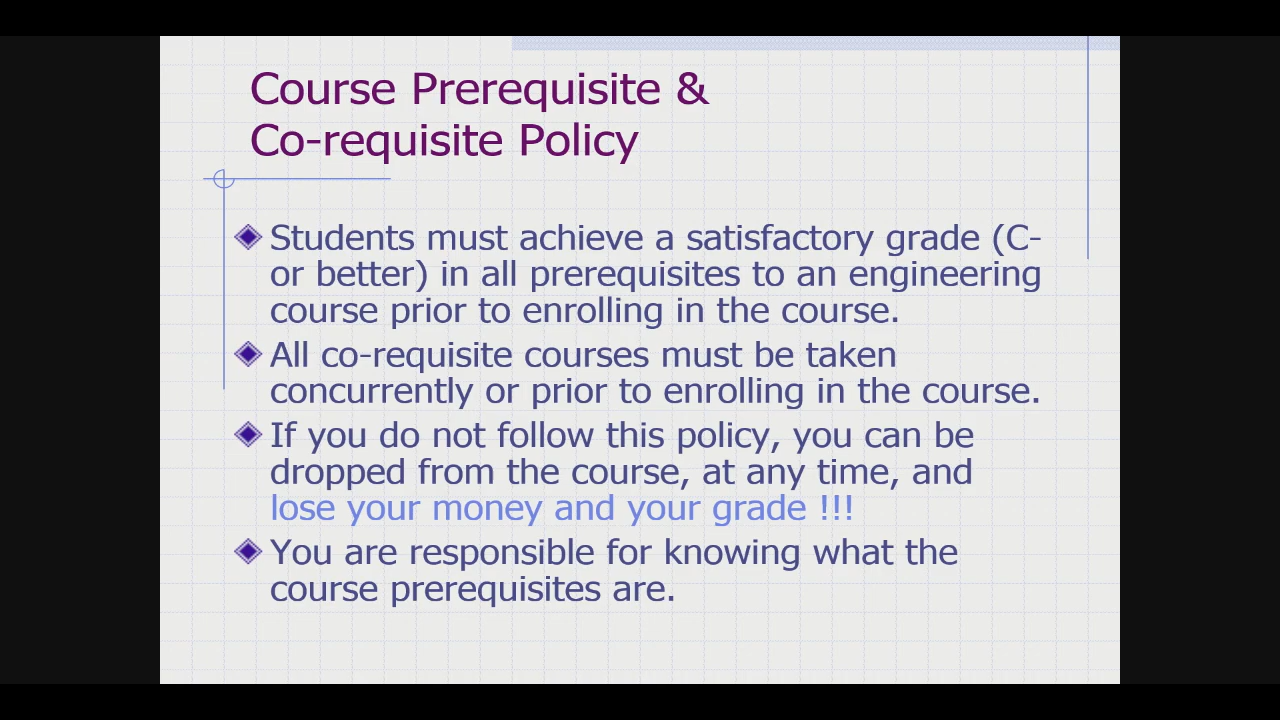 Course Prerequisite &
Co-requisite Policy
Students must achieve a satisfactory grade (C-
or better) in all prerequisites to an engineering
course prior to enrolling in the course.
All co-requisite courses must be taken
concurrently or prior to enrolling in the course.
If you do not follow this policy, you can be
dropped from the course, at any time, and
lose your money and your grade !!!
You are responsible for knowing what the
course prerequisites are.